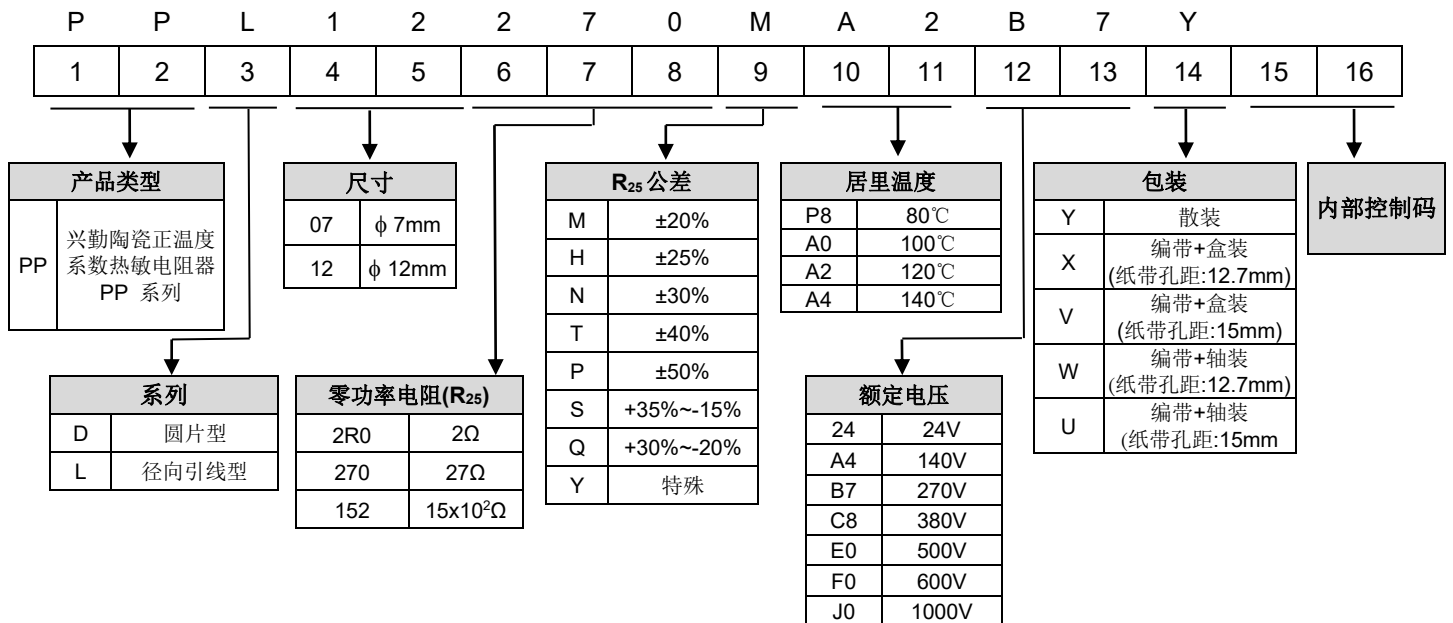 P P L 1 2 2 7 0 M A 2 B 7 Y
1 2 3 4 5 6 7 8 9 10 11 12 13 14 15 16
产品类型
PP 兴勤陶瓷正温度
系数热敏电阻器
PP 系列
尺寸
07 ϕ 7mm
12 ϕ 12mm
R25公差
M ±20%
H ±25%
N ±30%
T ±40%
P ±50%
S +35%~-15%
Q +30%~-20%
Y 特殊
居里温度
P8 80℃
A0 100℃
A2 120℃
A4 140℃
包装
Y 散装
X 编带+盒装
(纸带孔距:12.7mm)
V 编带+盒装
(纸带孔距:15mm)
W 编带+轴装
(纸带孔距:12.7mm)
U 编带+轴装
(纸带孔距:15mm
内部控制码
系列
D 圆片型
L 径向引线型
零功率电阻(R25)
2R0 2Ω
270 27Ω
152 15x10²Ω
额定电压
24 24V
A4 140V
B7 270V
C8 380V
E0 500V
F0 600V
J0 1000V